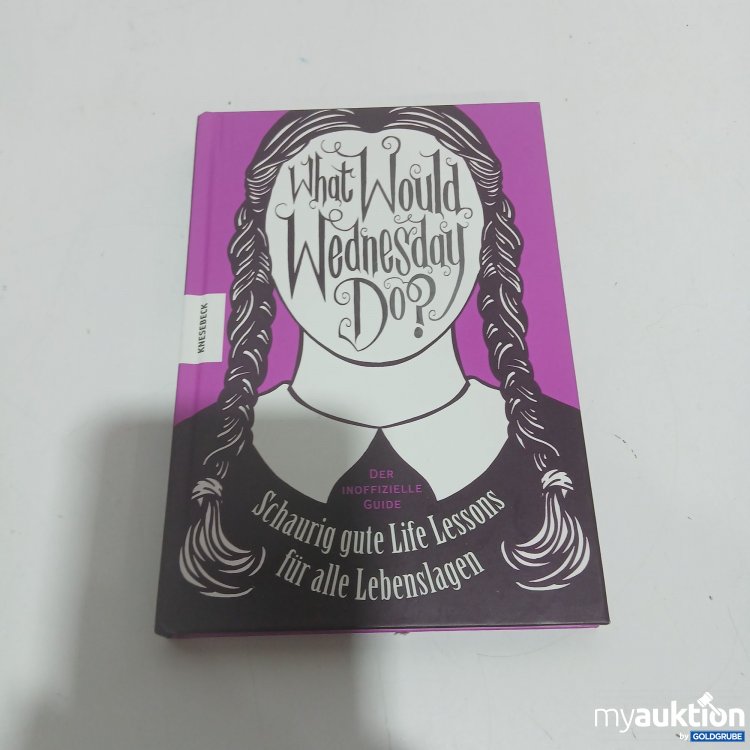 What Would
Wednesday
Do?
KNESEBECK
DER
INOFFIZIELLE
GUIDE
Schaurig gute Life Lessons
für alle Lebenslagen
myauktion
by GOLDGRUBE